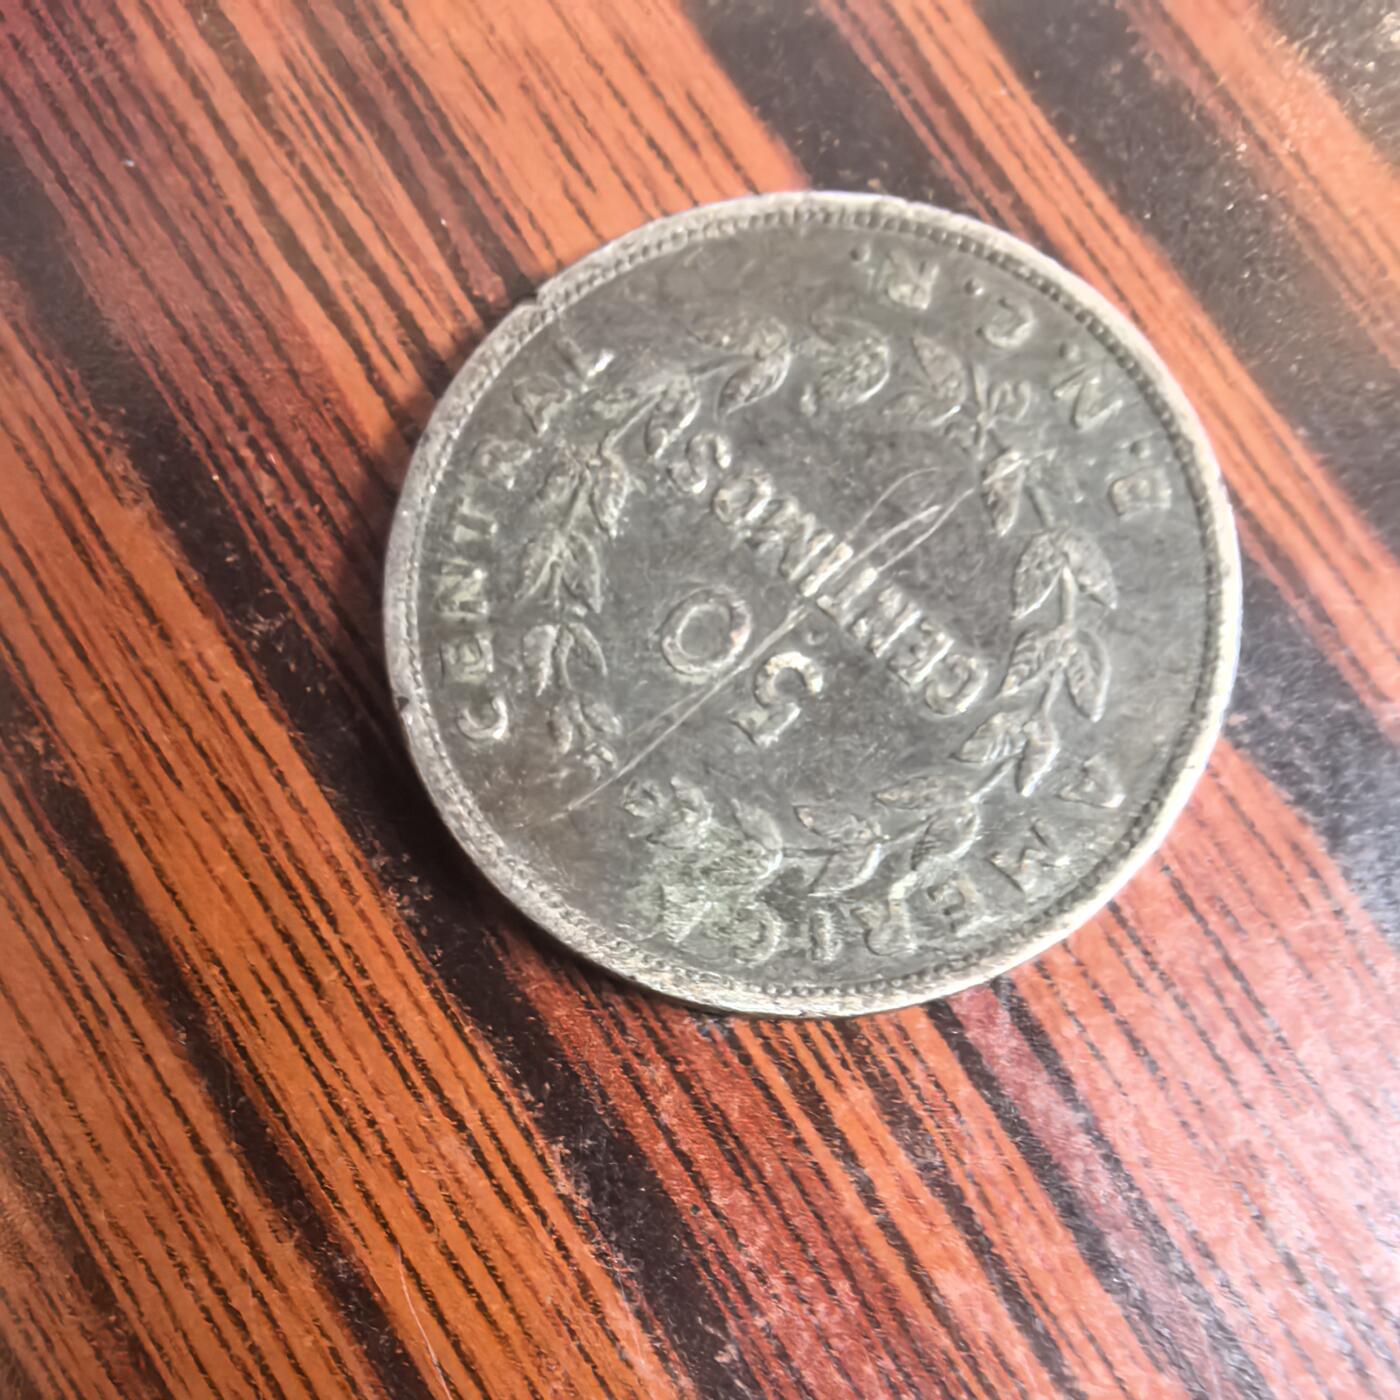 AMERICA CENTRAL
50
CENTIMOS
B.N.C.R.